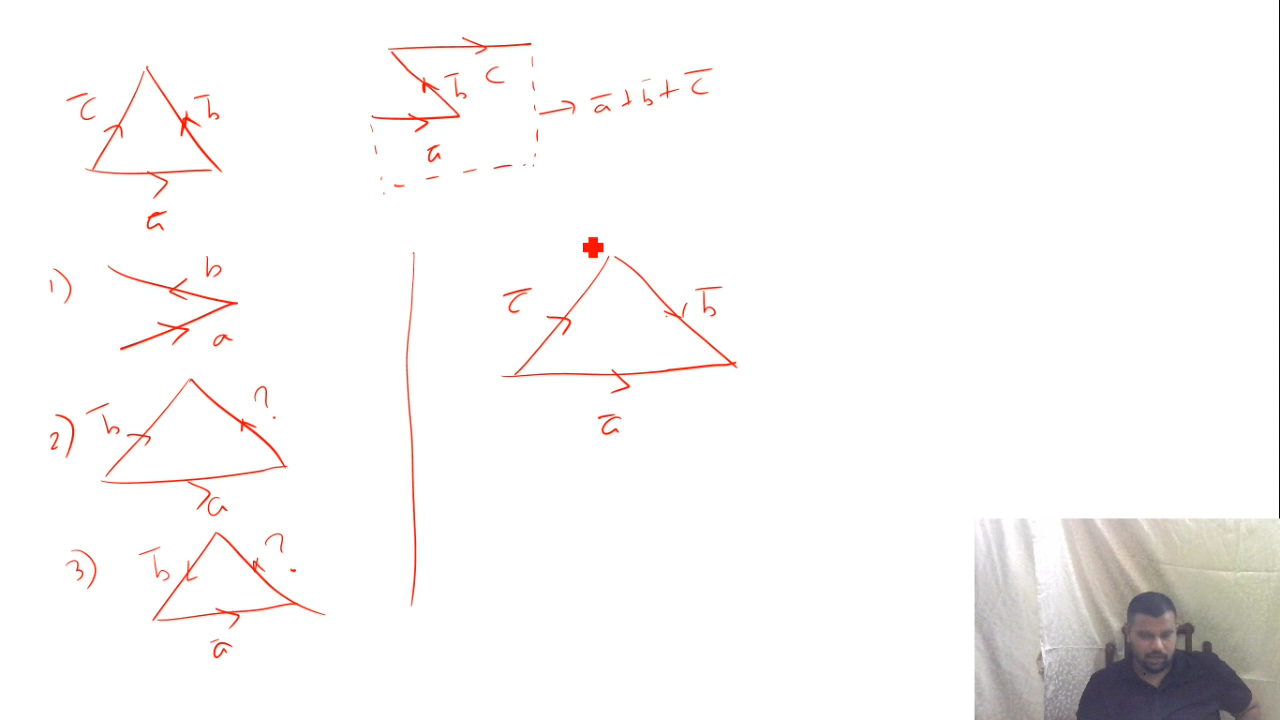 c̅ b̅
a̅
b̅ c
a̅
→ a̅ + b̅ + c̅
1) b
a
2) b̅ ?
a
3) b̅ ?
a̅
c̅ b̅
a̅